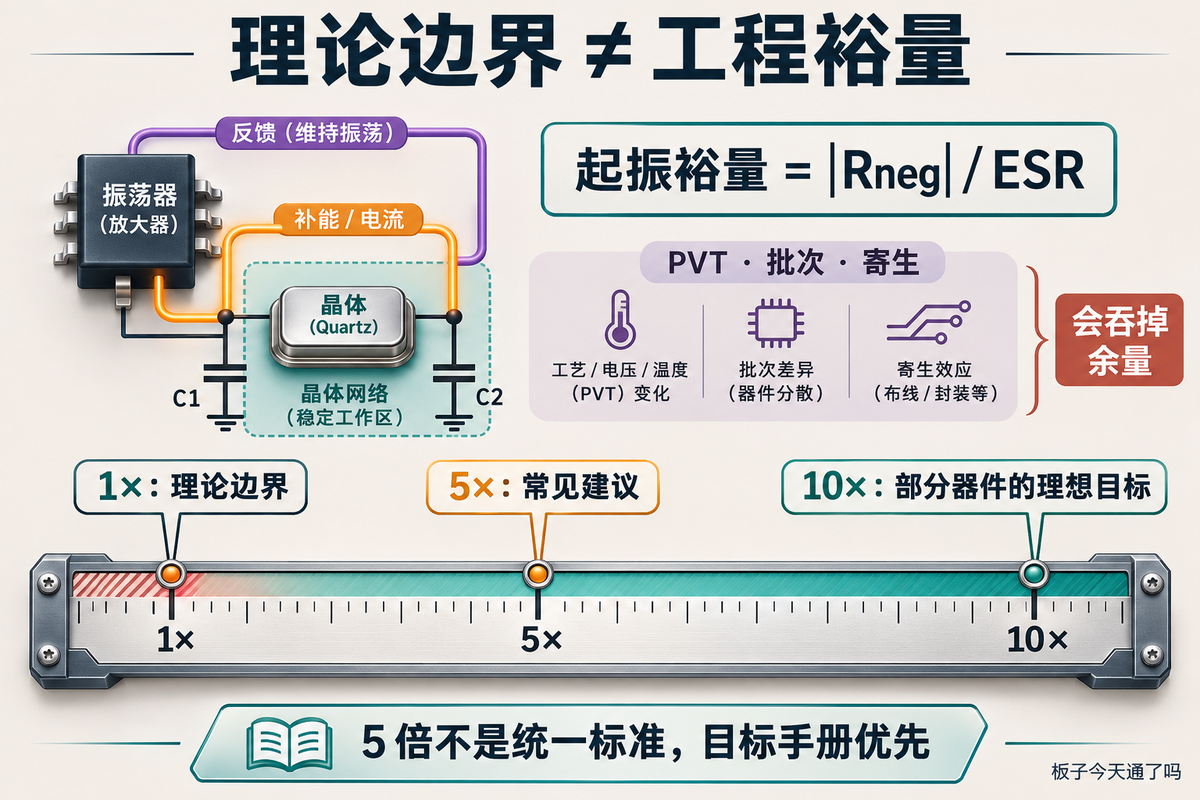 理论边界 ≠ 工程裕量
反馈（维持振荡）
振荡器
（放大器）
补能 / 电流
晶体
(Quartz)
C1
C2
晶体网络
（稳定工作区）
起振裕量 = |Rneg| / ESR
PVT · 批次 · 寄生
工艺 / 电压 / 温度
（PVT）变化
批次差异
（器件分散）
寄生效应
（布线 / 封装等）
会吞掉
余量
1×：理论边界
5×：常见建议
10×：部分器件的理想目标
1×
5×
10×
5 倍不是统一标准，目标手册优先
板子今天通了吗